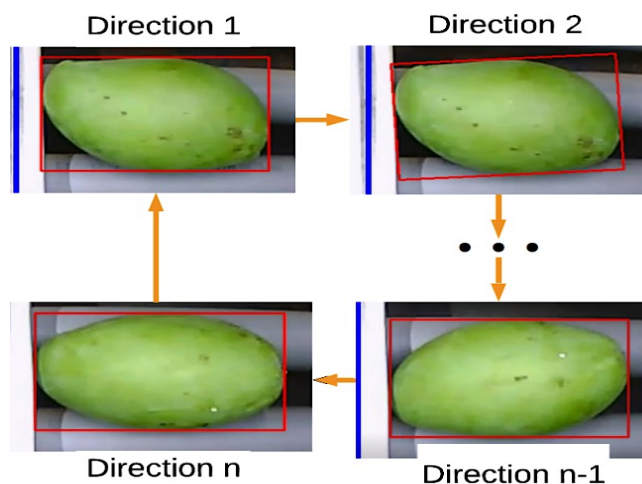 Direction 1
Direction 2
• • •
Direction n
Direction n-1